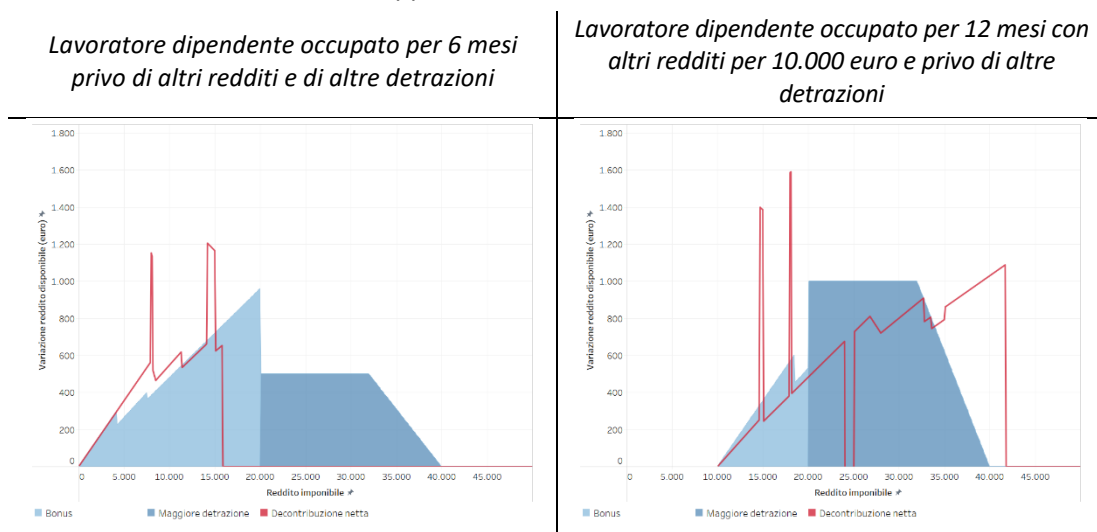 Lavoratore dipendente occupato per 6 mesi
privo di altri redditi e di altre detrazioni
Lavoratore dipendente occupato per 12 mesi con
altri redditi per 10.000 euro e privo di altre
detrazioni
1.800
1.600
1.400
1.200
1.000
800
600
400
200
0
Variazione reddito disponibile (euro)
0 5.000 10.000 15.000 20.000 25.000 30.000 35.000 40.000 45.000
Reddito imponibile
Bonus Maggiore detrazione Decontribuzione netta
1.800
1.600
1.400
1.200
1.000
800
600
400
200
0
Variazione reddito disponibile (euro)
0 5.000 10.000 15.000 20.000 25.000 30.000 35.000 40.000 45.000
Reddito imponibile
Bonus Maggiore detrazione Decontribuzione netta